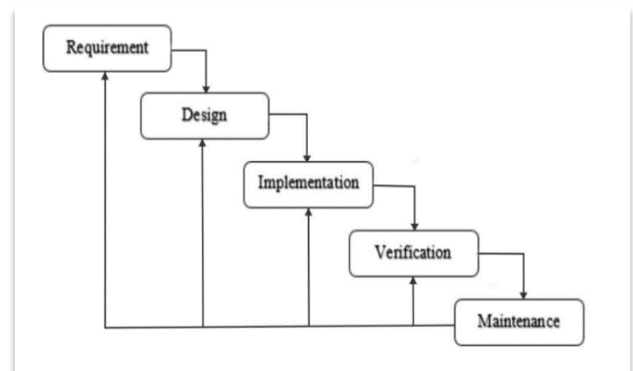 Requirement
Design
Implementation
Verification
Maintenance